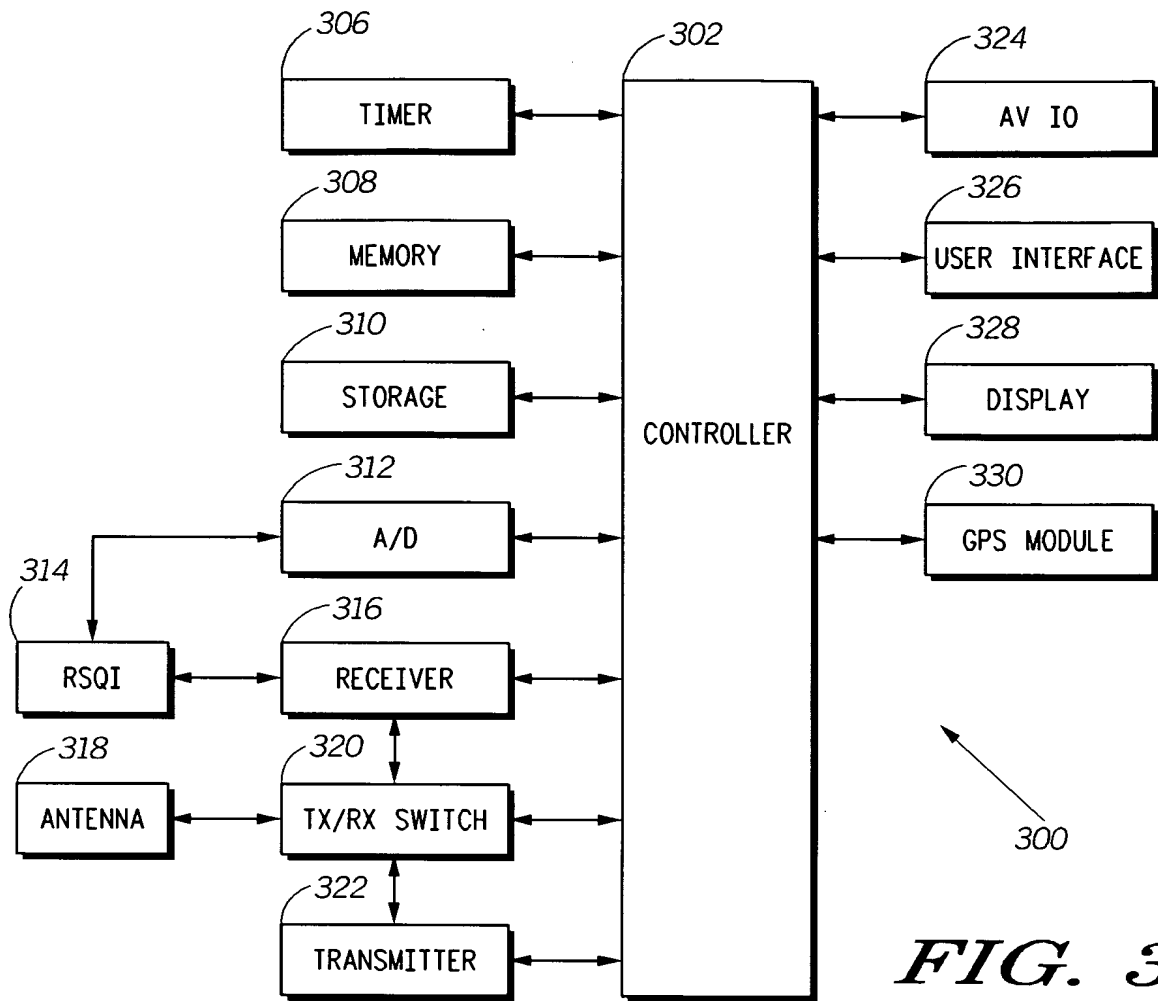 306
302
324
TIMER
AV IO
308
326
MEMORY
USER INTERFACE
310
328
STORAGE
DISPLAY
CONTROLLER
312
330
A/D
GPS MODULE
314
316
RSQI
RECEIVER
318
320
ANTENNA
TX/RX SWITCH
300
322
TRANSMITTER
FIG. 3